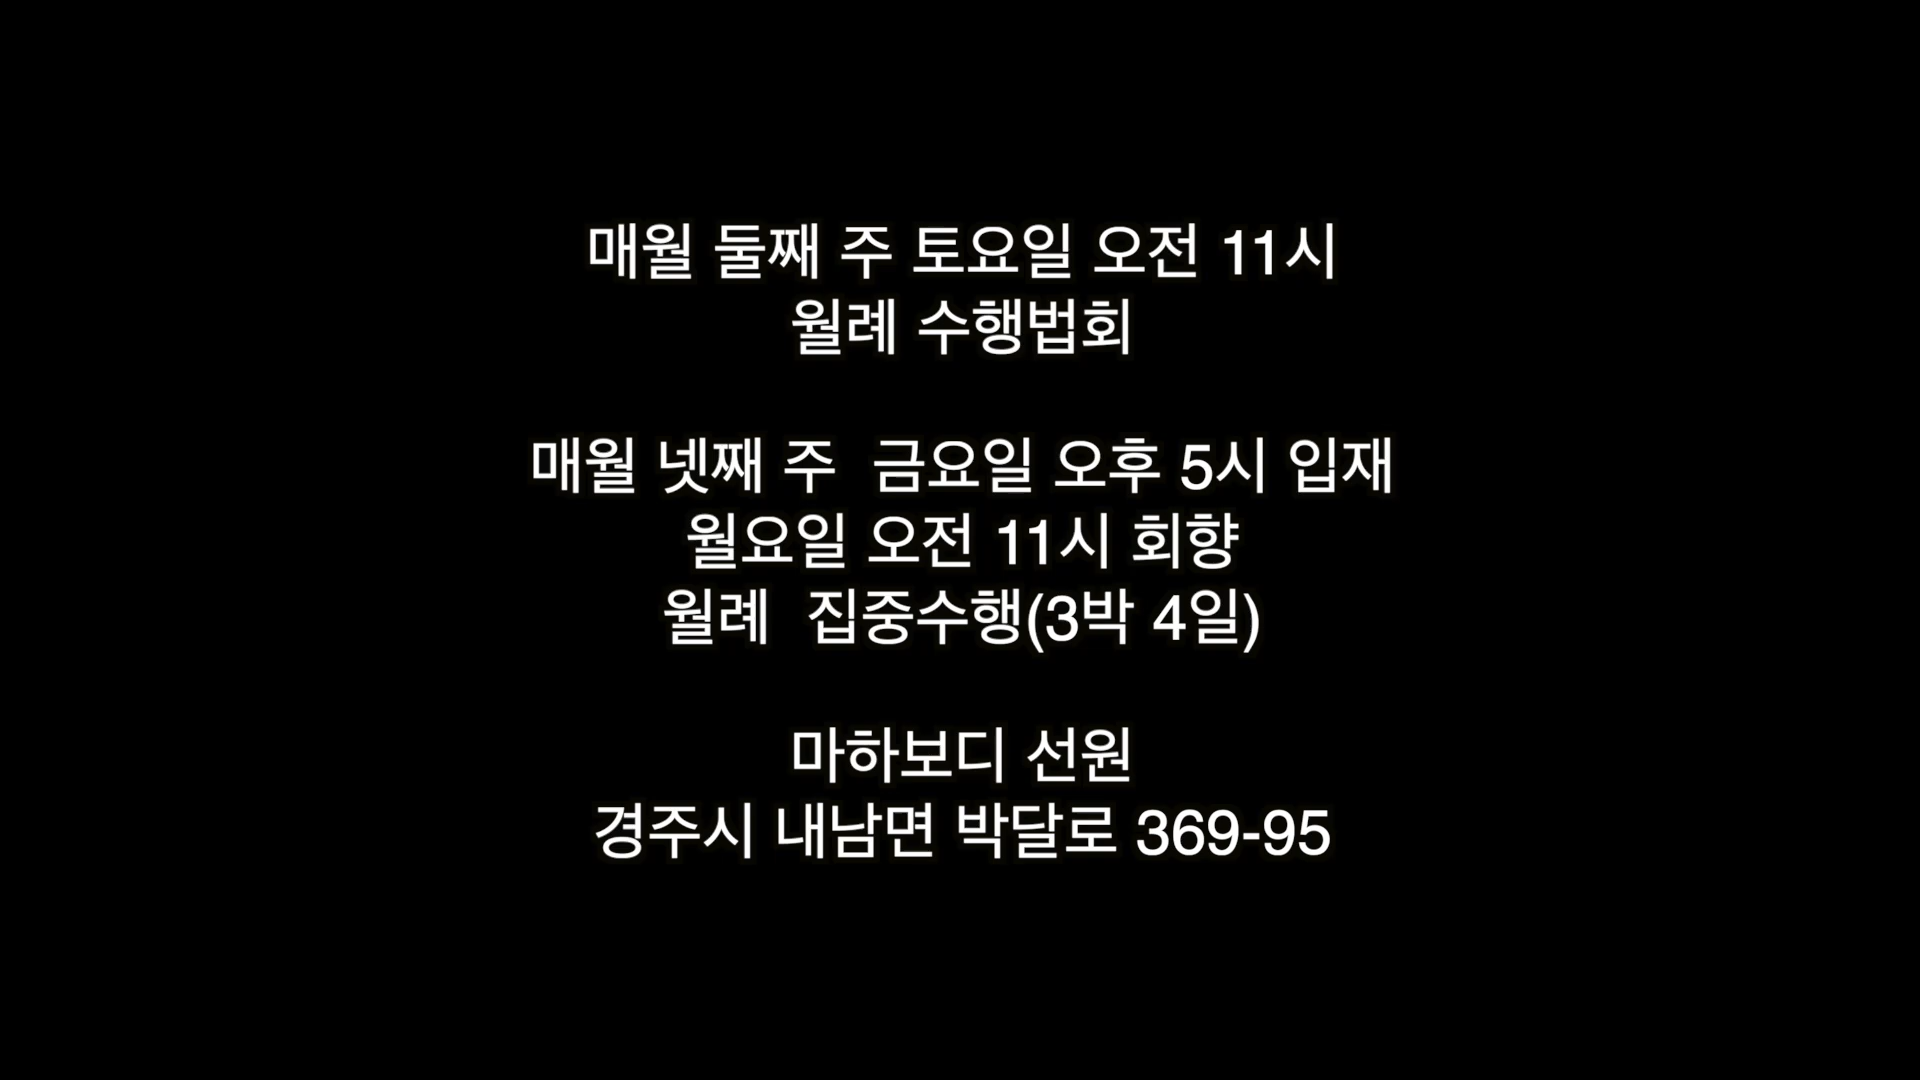 매월 둘째 주 토요일 오전 11시
월례 수행법회
매월 넷째 주  금요일 오후 5시 입재
월요일 오전 11시 회향
월례  집중수행(3박 4일)
마하보디 선원
경주시 내남면 박달로 369-95